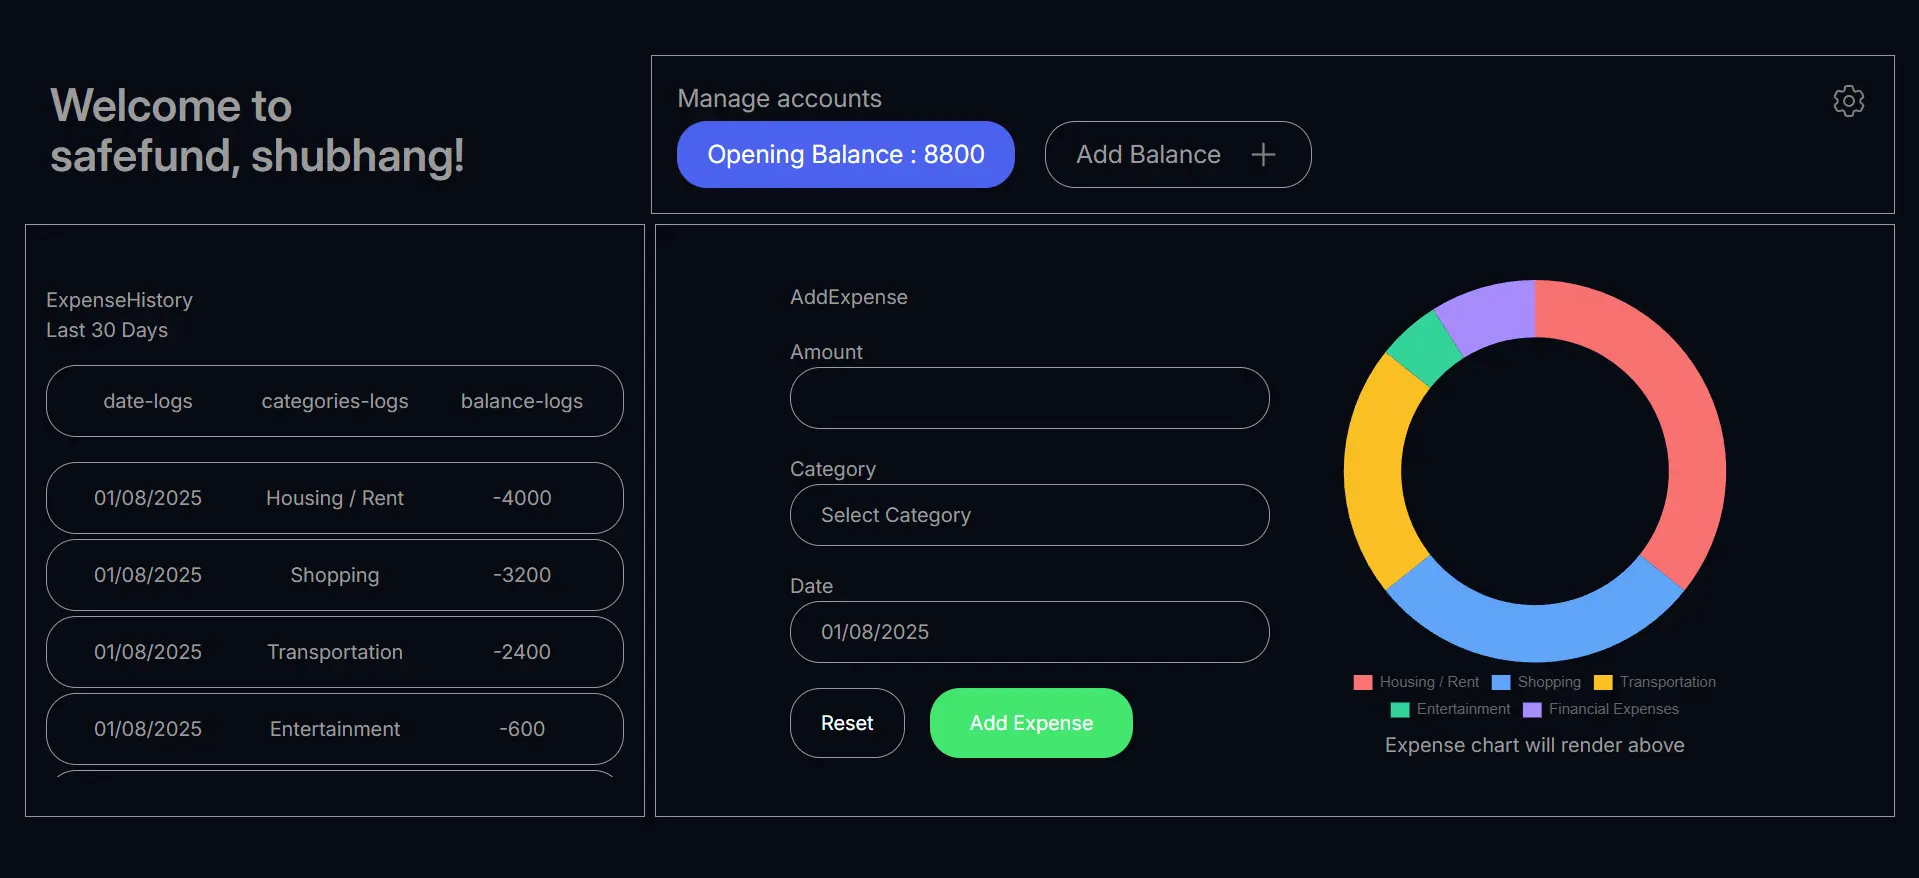 Welcome to
safefund, shubhang!
Manage accounts
Opening Balance : 8800
Add Balance
ExpenseHistory
Last 30 Days
date-logs categories-logs balance-logs
01/08/2025 Housing / Rent -4000
01/08/2025 Shopping -3200
01/08/2025 Transportation -2400
01/08/2025 Entertainment -600
AddExpense
Amount
Category
Select Category
Date
01/08/2025
Reset Add Expense
Housing / Rent Shopping Transportation
Entertainment Financial Expenses
Expense chart will render above